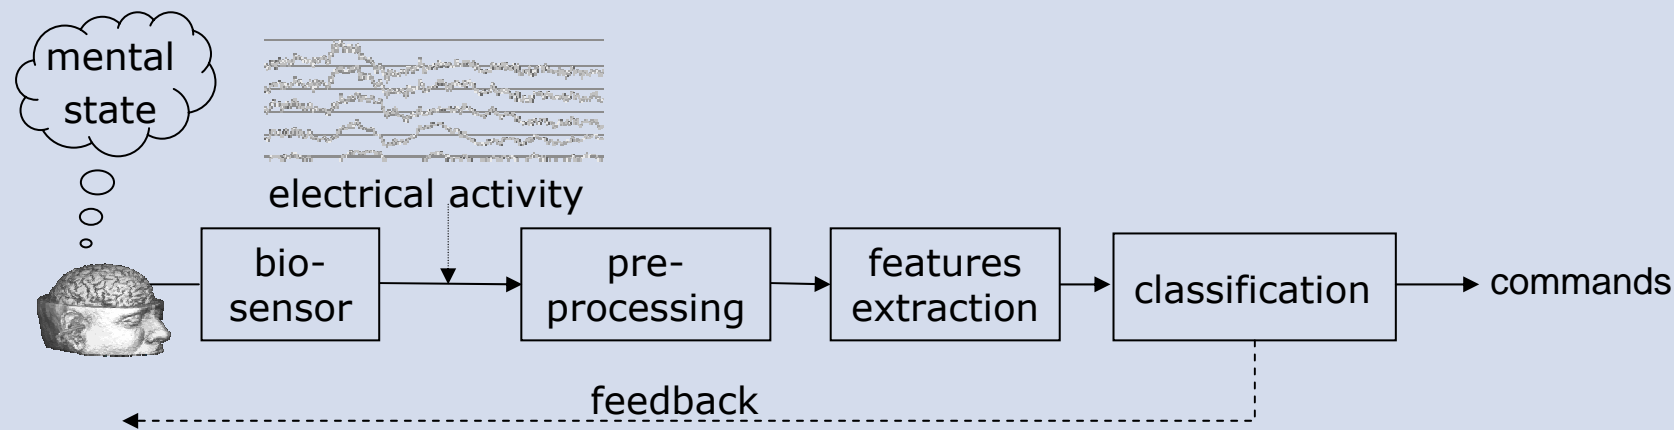 mental
state
electrical activity
bio-
sensor
pre-
processing
features
extraction
classification
commands
feedback